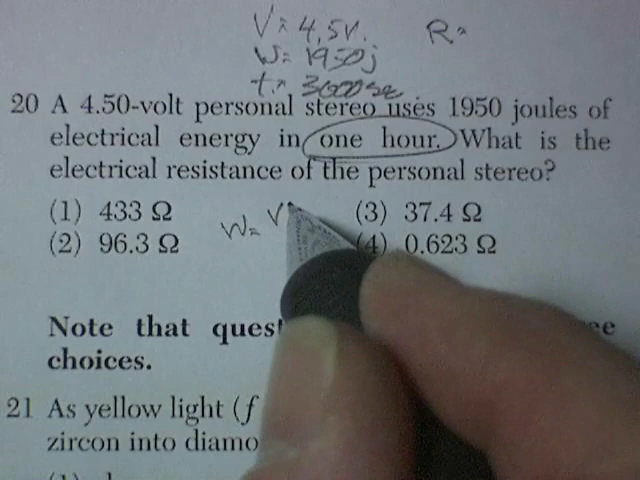 V = 4.5v. R =
W = 1950j
t = 3600se
20 A 4.50-volt personal stereo uses 1950 joules of
electrical energy in one hour. What is the
electrical resistance of the personal stereo?
(1) 433 Ω (3) 37.4 Ω
(2) 96.3 Ω (4) 0.623 Ω
W = V
Note that quest
choices.
21 As yellow light (f
zircon into diamo